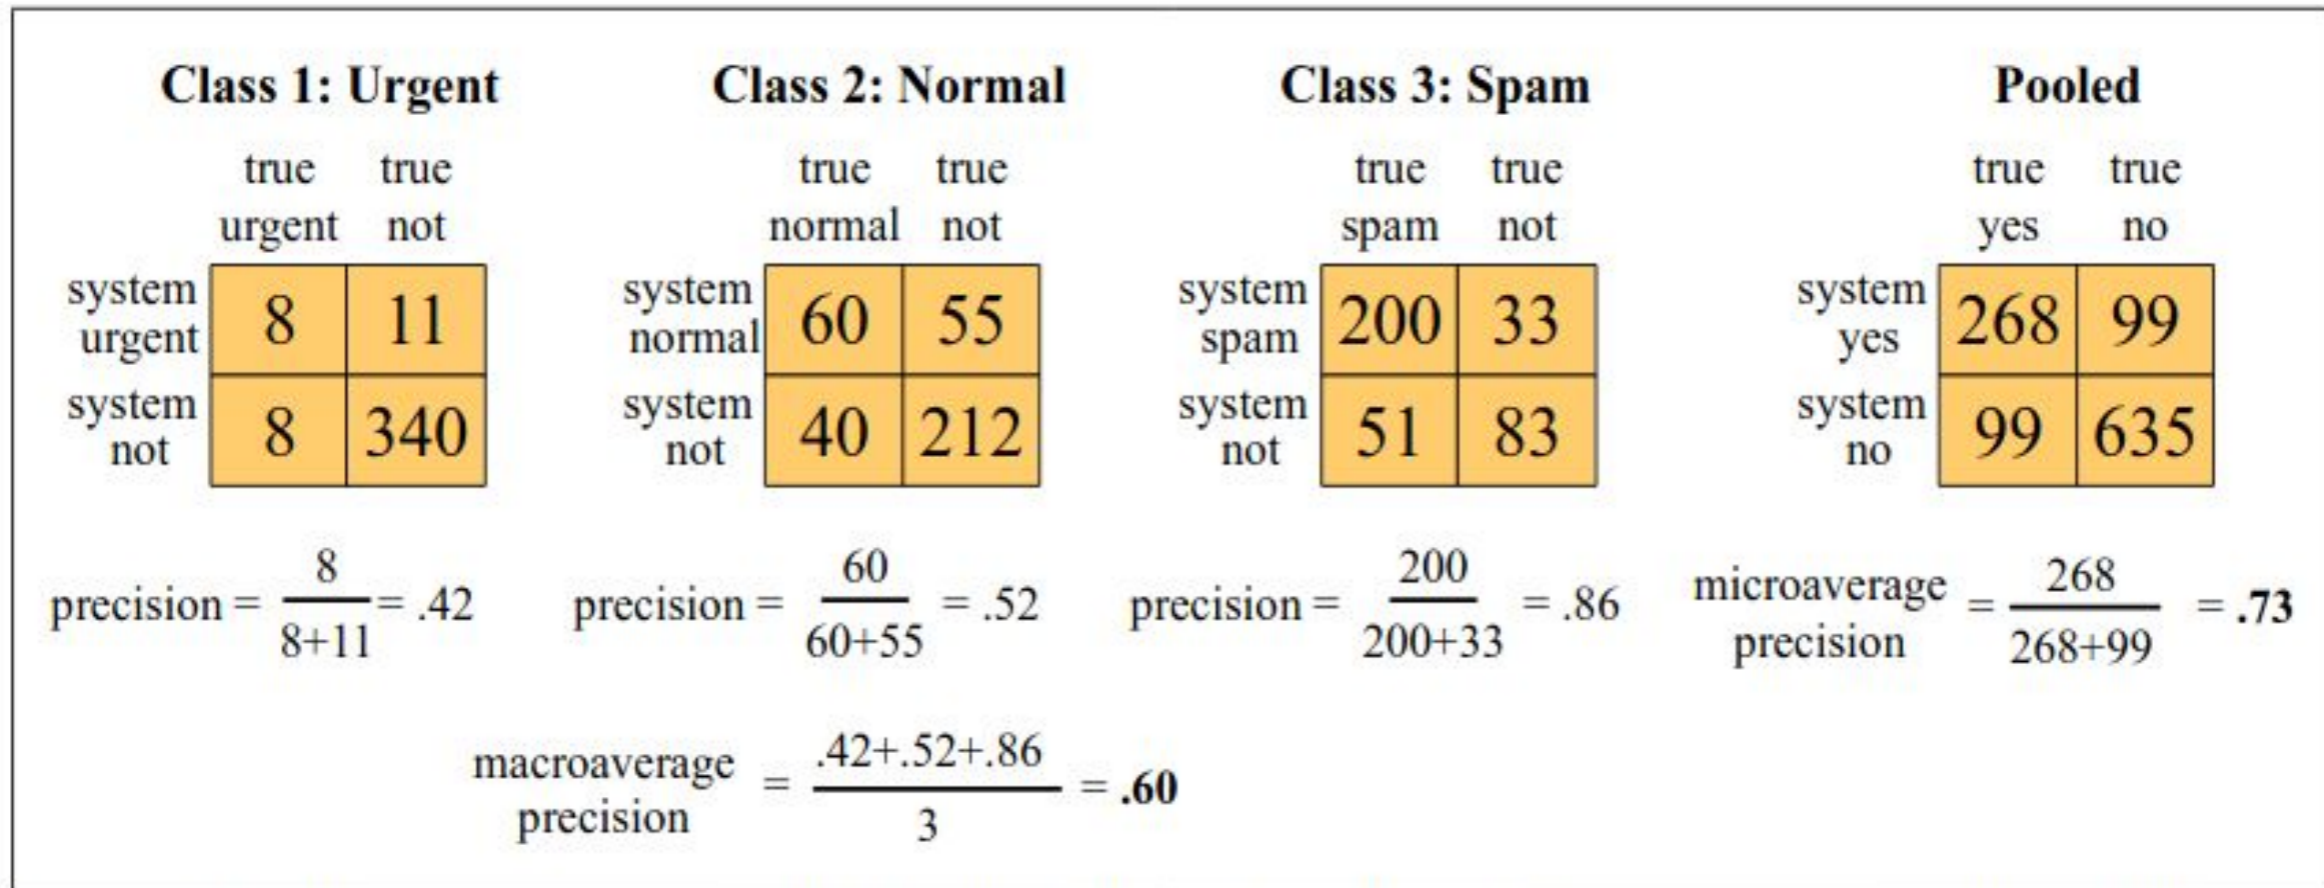 Class 1: Urgent Class 2: Normal Class 3: Spam Pooled
true true true true true true true true
urgent not normal not spam not yes no
system urgent 8 11 system normal 60 55 system spam 200 33 system yes 268 99
system not 8 340 system not 40 212 system not 51 83 system no 99 635
precision = 8 / 8+11 = .42 precision = 60 / 60+55 = .52 precision = 200 / 200+33 = .86 microaverage precision = 268 / 268+99 = .73
macroaverage precision = .42+.52+.86 / 3 = .60